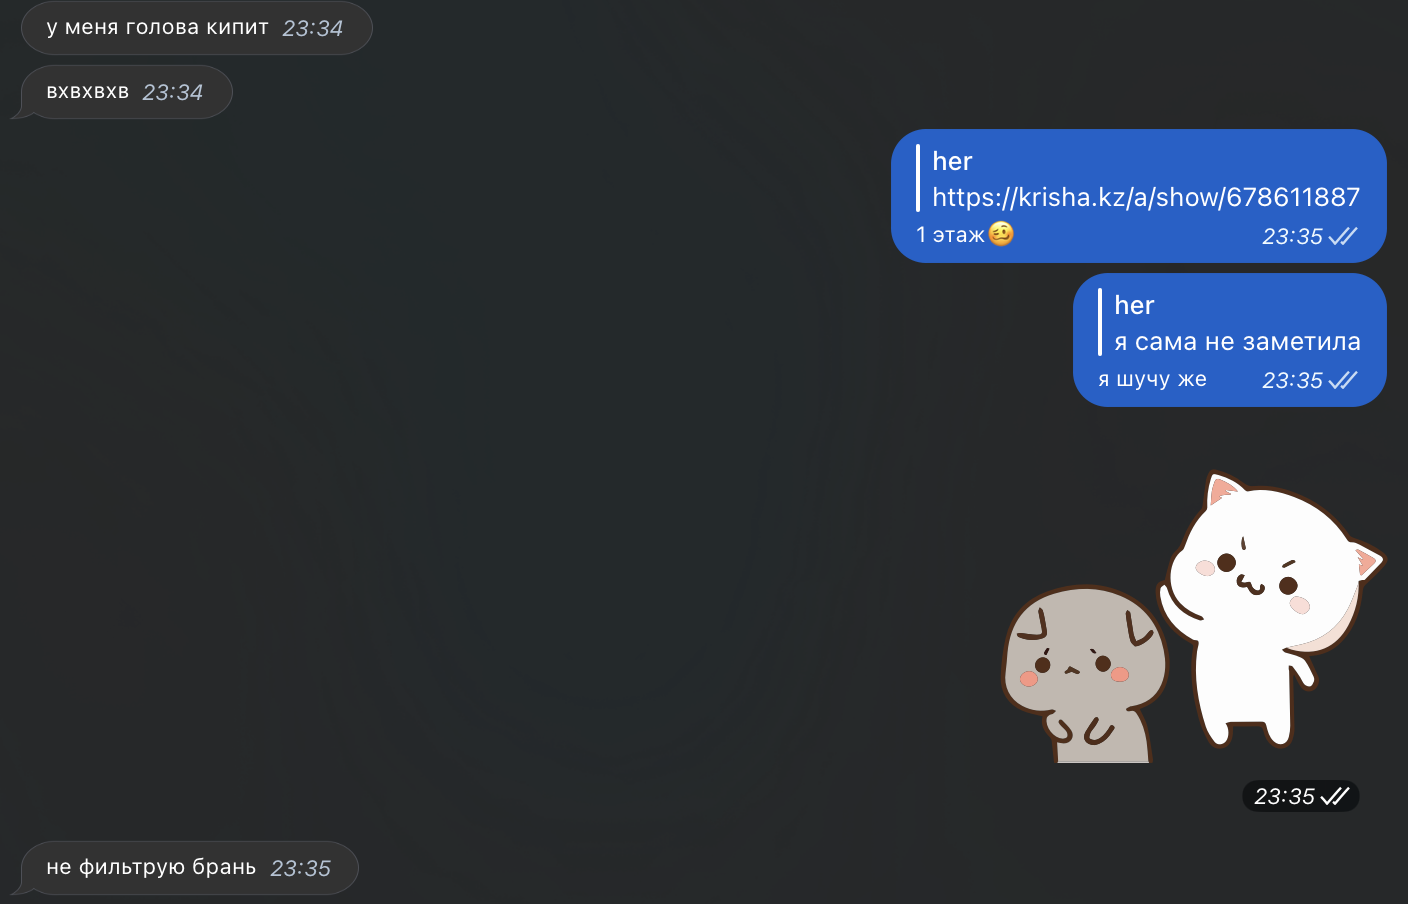 у меня голова кипит 23:34
вхвхвхв 23:34
her
https://krisha.kz/a/show/678611887
1 этаж🥴 23:35
her
я сама не заметила
я шучу же 23:35
23:35
не фильтрую брань 23:35